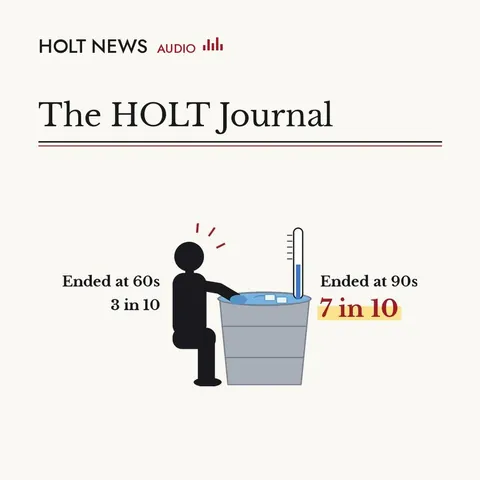 HOLT NEWS AUDIO
The HOLT Journal
Ended at 60s
3 in 10
Ended at 90s
7 in 10